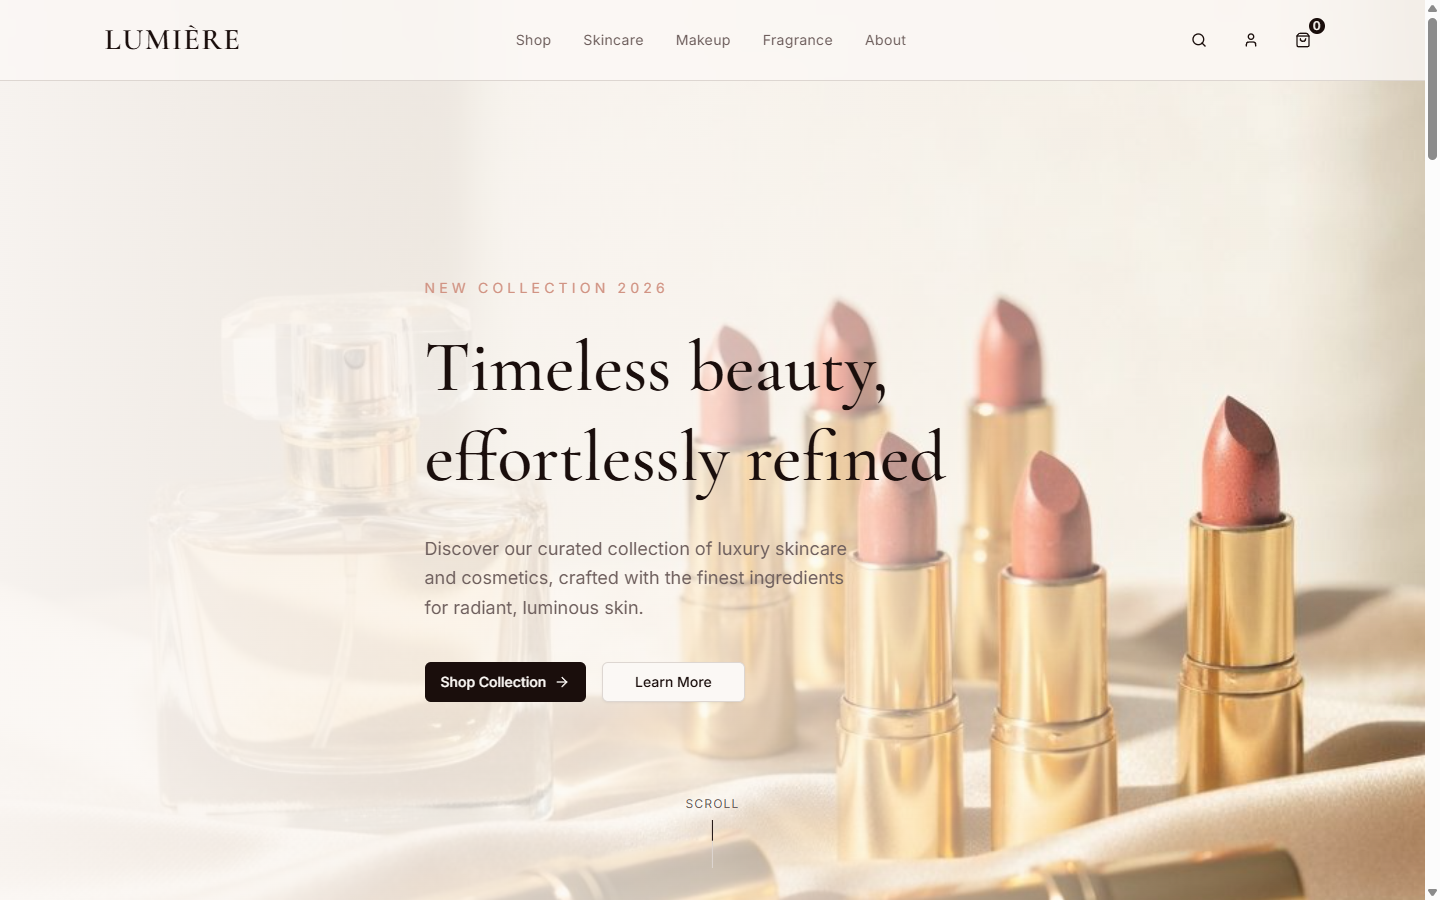 LUMIÈRE
Shop
Skincare
Makeup
Fragrance
About
0
NEW COLLECTION 2026
Timeless beauty,
effortlessly refined
Discover our curated collection of luxury skincare
and cosmetics, crafted with the finest ingredients
for radiant, luminous skin.
Shop Collection →
Learn More
SCROLL